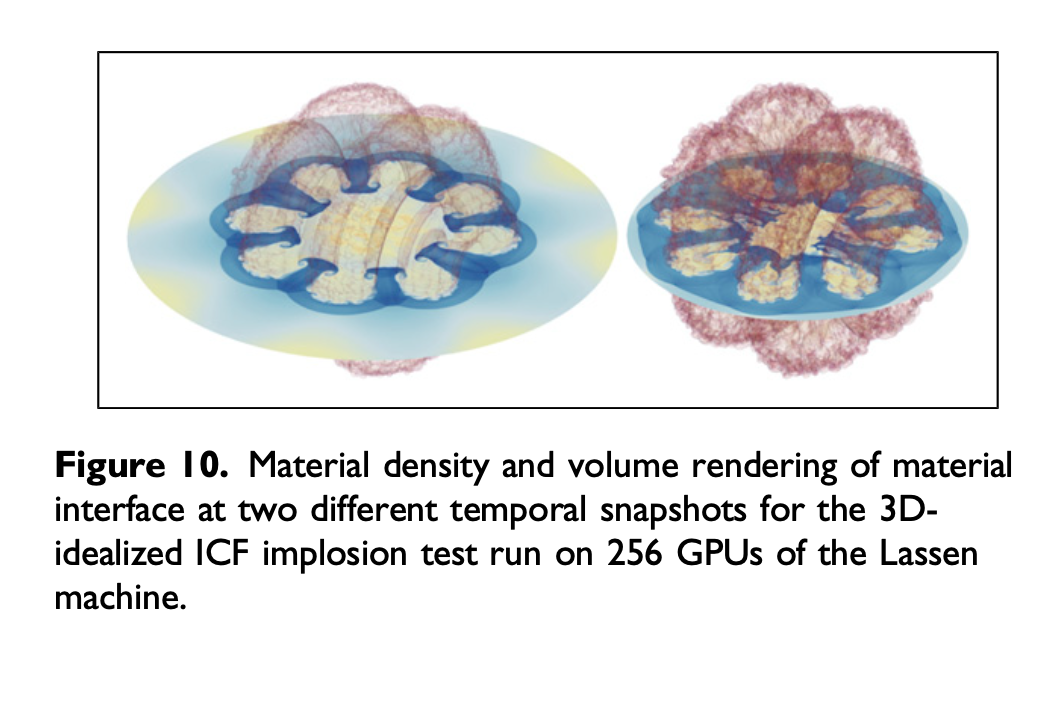 Figure 10. Material density and volume rendering of material
interface at two different temporal snapshots for the 3D-
idealized ICF implosion test run on 256 GPUs of the Lassen
machine.